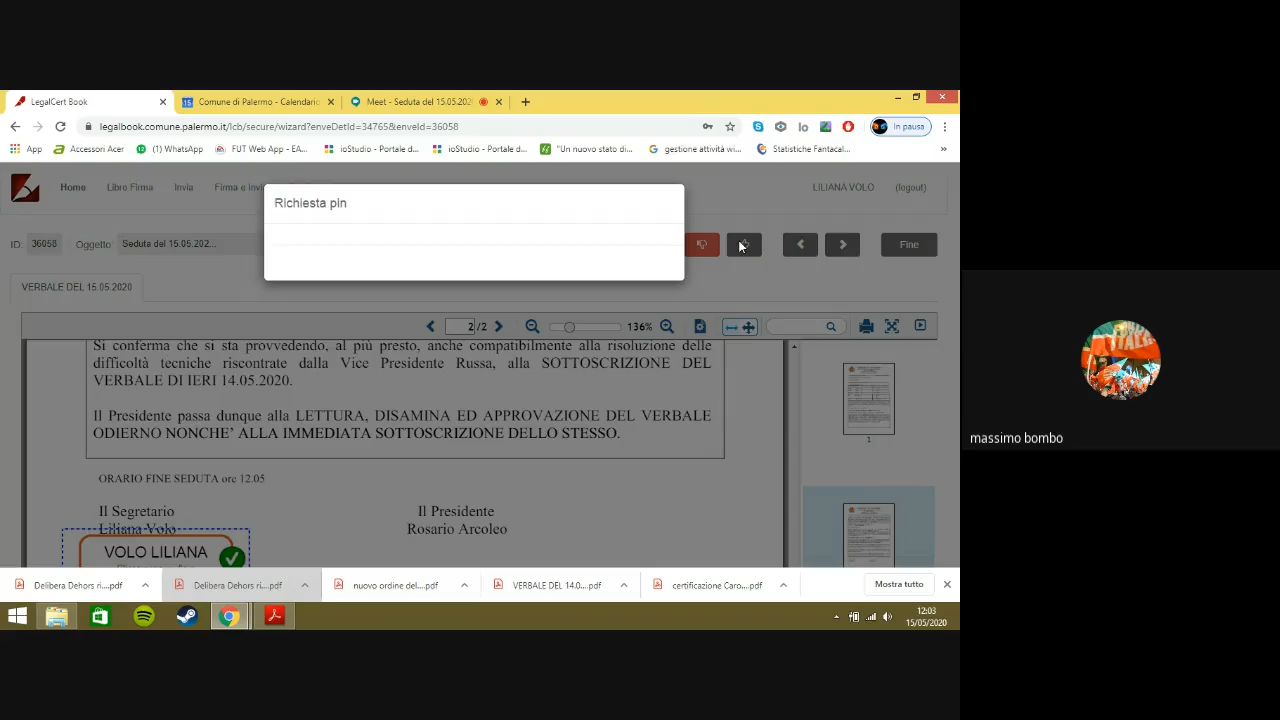 LegalCert Book
Comune di Palermo - Calendario
Meet - Seduta del 15.05.202
legalbook.comune.palermo.it/lcb/secure/wizard?enveDetId=34765&enveId=36058
In pausa
App
Accessori Acer
(1) WhatsApp
FUT Web App - EA...
ioStudio - Portale d...
ioStudio - Portale d...
"Un nuovo stato di...
gestione attività wi...
Statistiche Fantacal...
»
Home
Libro Firma
Invia
Firma e Invi
LILIANA VOLO
(logout)
Richiesta pin
ID:
36058
Oggetto:
Seduta del 15.05.202...
Fine
VERBALE DEL 15.05.2020
2 /2
136%
Si conferma che si sta provvedendo, al più presto, anche compatibilmente alla risoluzione delle
difficoltà tecniche riscontrate dalla Vice Presidente Russa, alla SOTTOSCRIZIONE DEL
VERBALE DI IERI 14.05.2020.
Il Presidente passa dunque alla LETTURA, DISAMINA ED APPROVAZIONE DEL VERBALE
ODIERNO NONCHE' ALLA IMMEDIATA SOTTOSCRIZIONE DELLO STESSO.
ORARIO FINE SEDUTA ore 12.05
Il Segretario
Il Presidente
Liliana Volo
Rosario Arcoleo
VOLO LILIANA
1
massimo bombo
Delibera Dehors ri....pdf
Delibera Dehors ri....pdf
nuovo ordine del....pdf
VERBALE DEL 14.0....pdf
certificazione Caro....pdf
Mostra tutto
12:03
15/05/2020